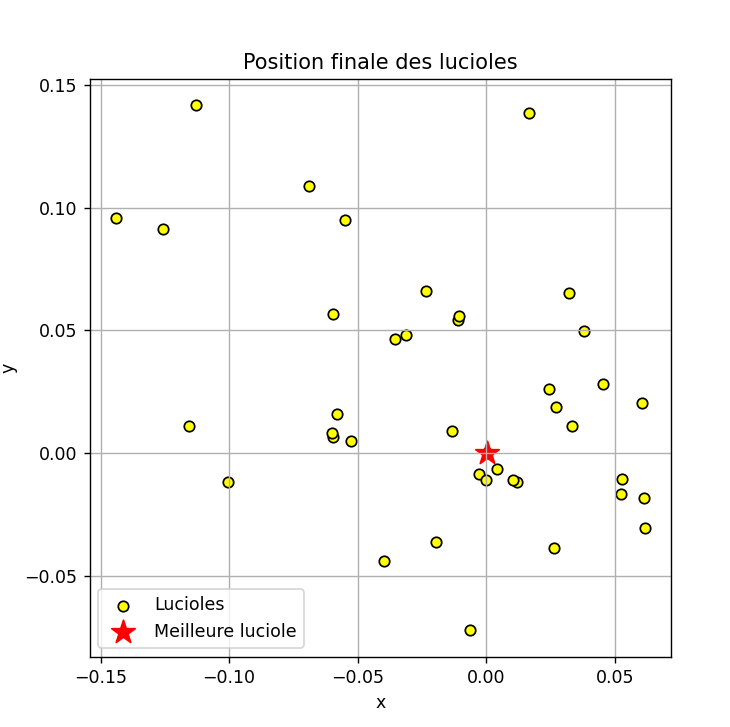 Position finale des lucioles
0.15
0.10
0.05
0.00
−0.05
y
Lucioles
Meilleure luciole
−0.15
−0.10
−0.05
0.00
0.05
x